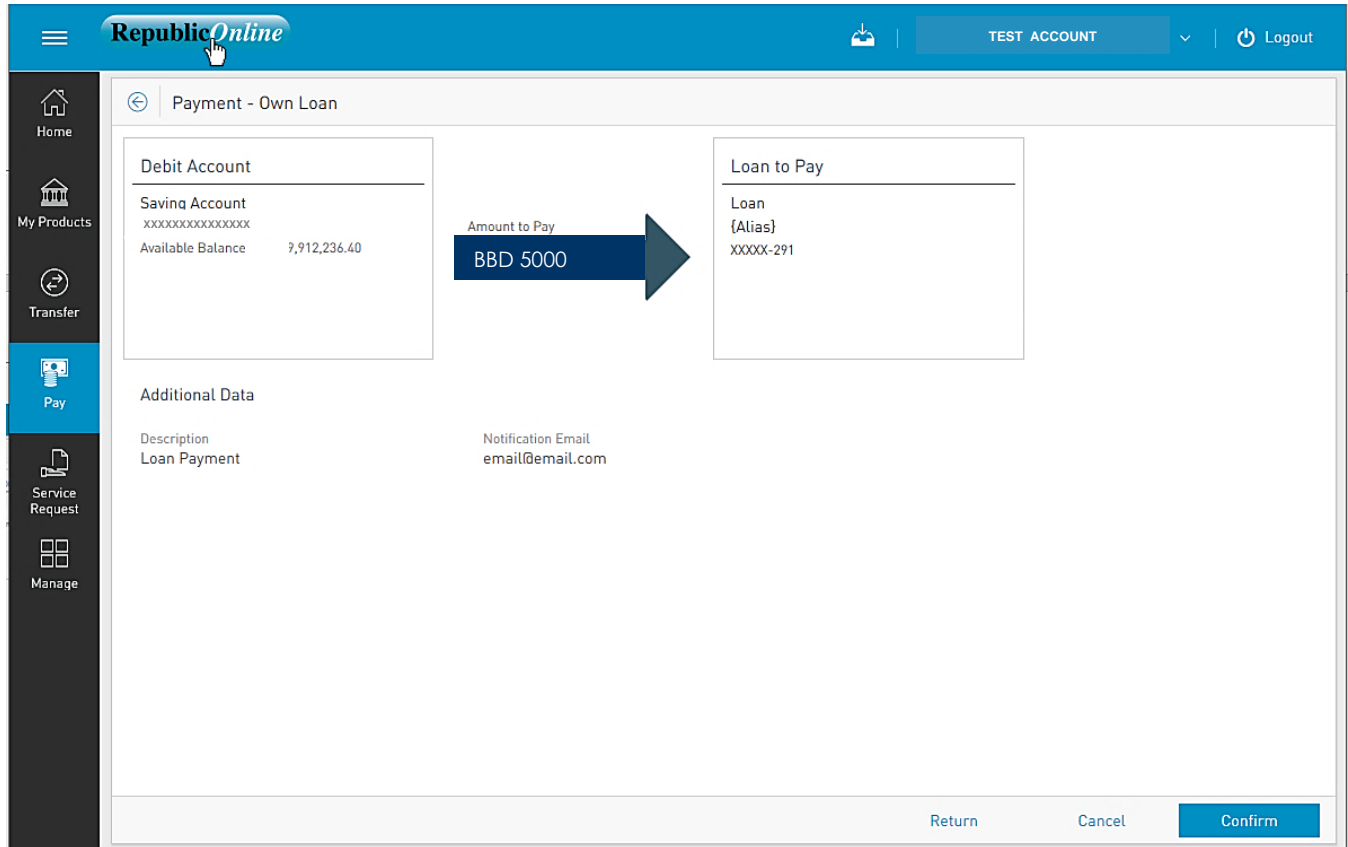 RepublicOnline
TEST ACCOUNT
Logout
Home
My Products
Transfer
Pay
Service
Request
Manage
Payment - Own Loan
Debit Account
Saving Account
xxxxxxxxxxxxxxx
Available Balance 9,912,236.40
Amount to Pay
BBD 5000
Loan to Pay
Loan
{Alias}
XXXXX-291
Additional Data
Description
Loan Payment
Notification Email
email@email.com
Return
Cancel
Confirm